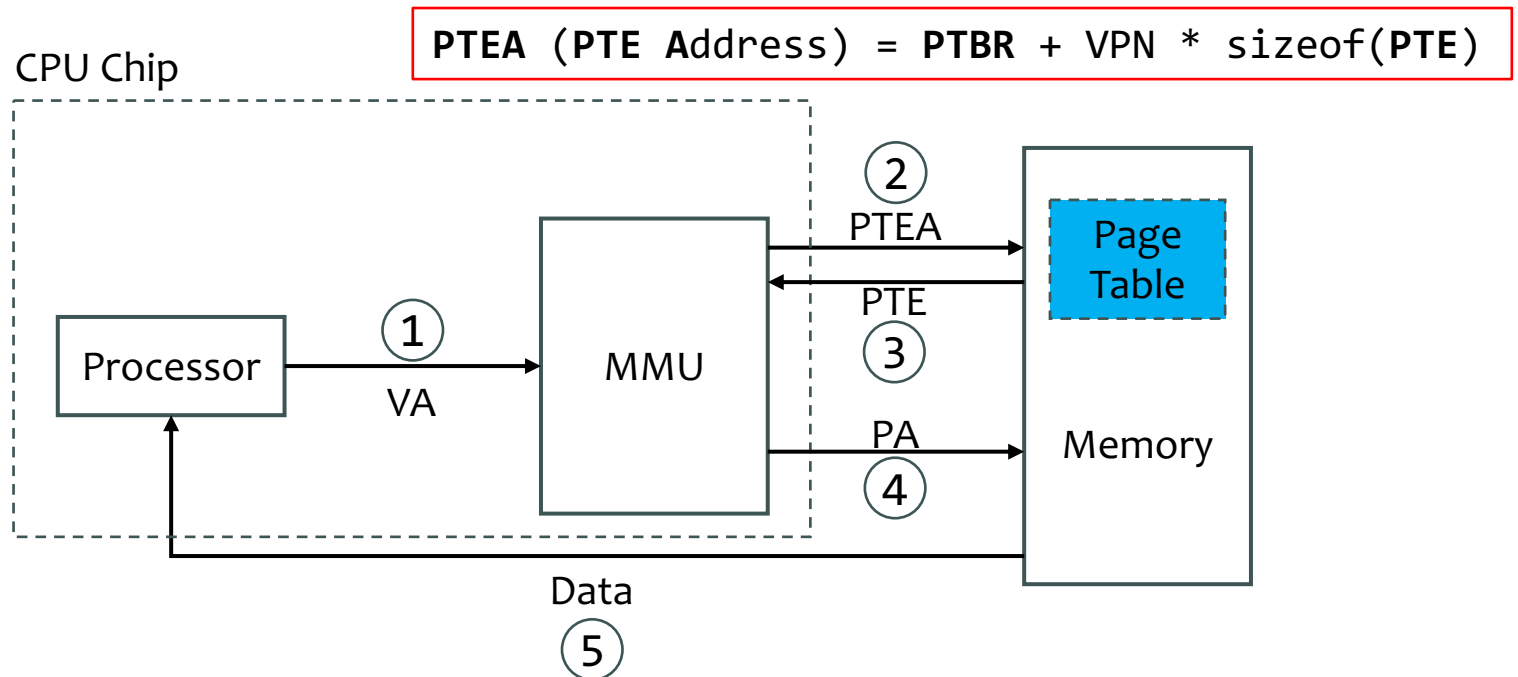 PTEA (PTE Address) = PTBR + VPN * sizeof(PTE)
CPU Chip
2
PTEA
Page
Table
PTE
3
1
Processor
VA
MMU
PA
4
Memory
Data
5